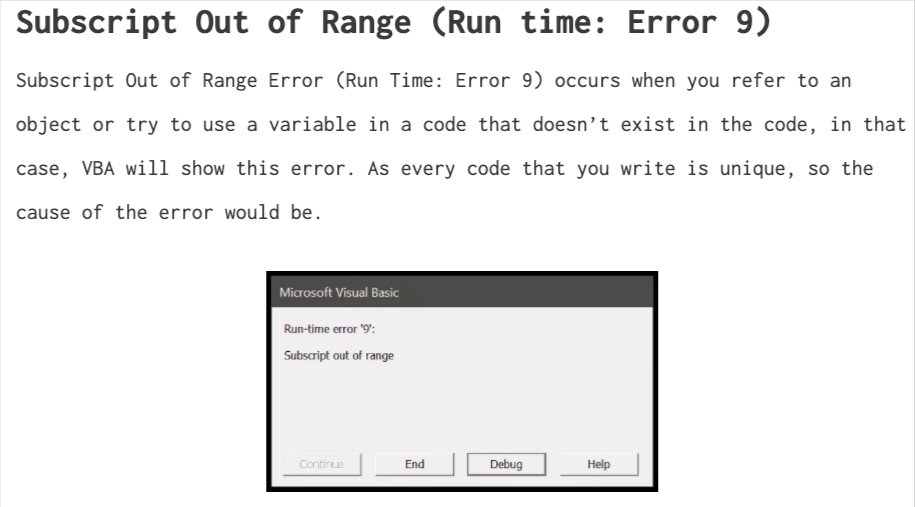 Subscript Out of Range (Run time: Error 9)
Subscript Out of Range Error (Run Time: Error 9) occurs when you refer to an
object or try to use a variable in a code that doesn’t exist in the code, in that
case, VBA will show this error. As every code that you write is unique, so the
cause of the error would be.
Microsoft Visual Basic
Run-time error '9':
Subscript out of range
Continue End Debug Help